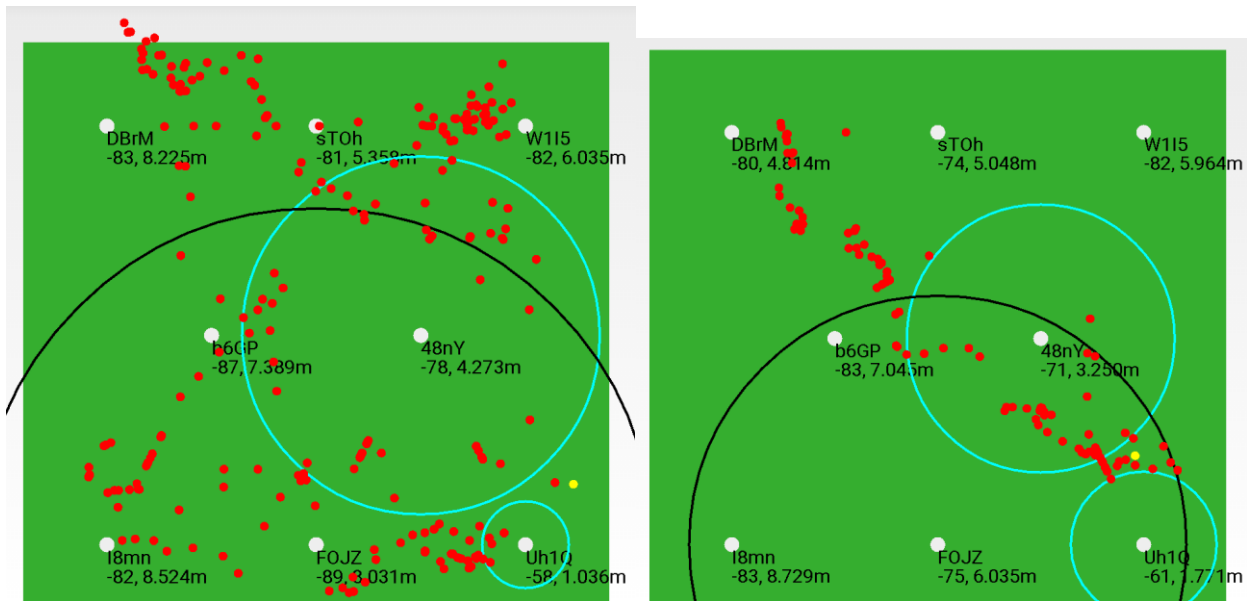 DBrM
-83, 8.225m
sTOh
-81, 5.358m
W1I5
-82, 6.035m
b6GP
-87, 7.389m
48nY
-78, 4.273m
I8mn
-82, 8.524m
FOJZ
-89, 3.031m
Uh1Q
-58, 1.036m
DBrM
-80, 4.814m
sTOh
-74, 5.048m
W1I5
-82, 5.964m
b6GP
-83, 7.045m
48nY
-71, 3.250m
I8mn
-83, 8.729m
FOJZ
-75, 6.035m
Uh1Q
-61, 1.771m